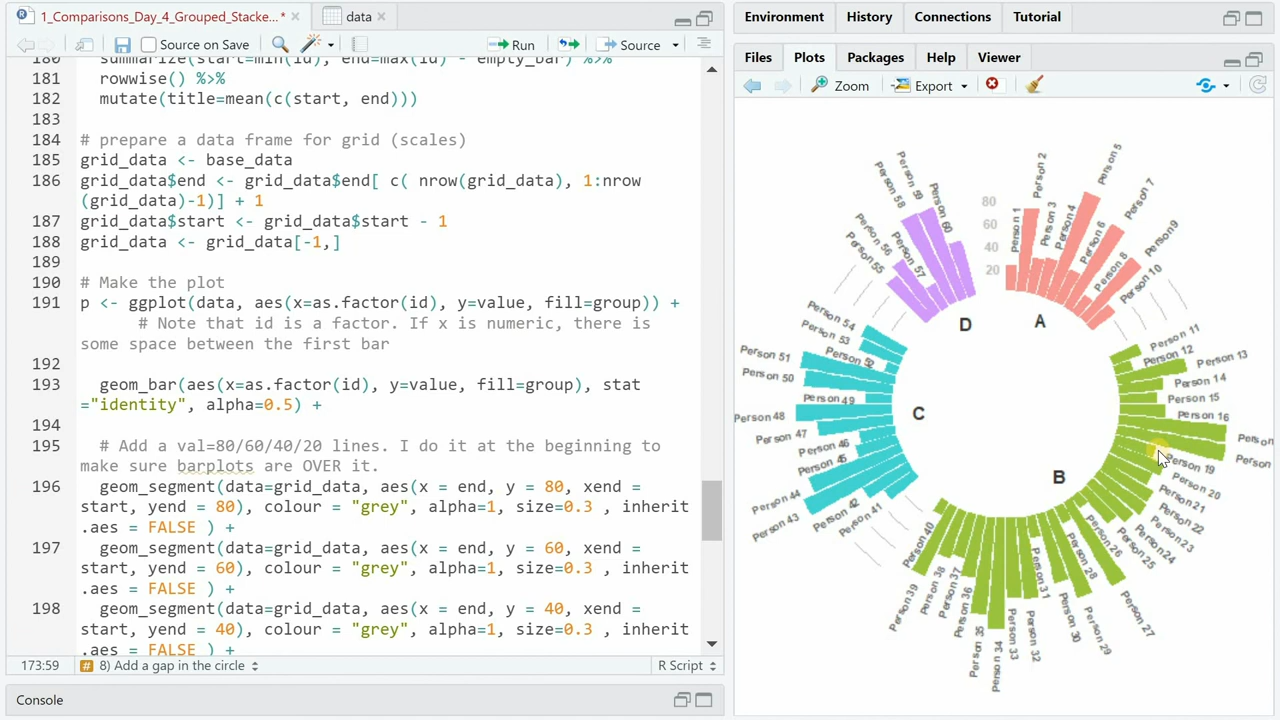 1_Comparisons_Day_4_Grouped_Stacke...* ×
data ×
Source on Save
Run
Source
180 summarize(start=min(id), end=max(id) - empty_bar) %>%
181 rowwise() %>%
182 mutate(title=mean(c(start, end)))
183
184 # prepare a data frame for grid (scales)
185 grid_data <- base_data
186 grid_data$end <- grid_data$end[ c( nrow(grid_data), 1:nrow
(grid_data)-1)] + 1
187 grid_data$start <- grid_data$start - 1
188 grid_data <- grid_data[-1,]
189
190 # Make the plot
191 p <- ggplot(data, aes(x=as.factor(id), y=value, fill=group)) +
# Note that id is a factor. If x is numeric, there is
some space between the first bar
192
193 geom_bar(aes(x=as.factor(id), y=value, fill=group), stat
="identity", alpha=0.5) +
194
195 # Add a val=80/60/40/20 lines. I do it at the beginning to
make sure barplots are OVER it.
196 geom_segment(data=grid_data, aes(x = end, y = 80, xend =
start, yend = 80), colour = "grey", alpha=1, size=0.3 , inherit
.aes = FALSE ) +
197 geom_segment(data=grid_data, aes(x = end, y = 60, xend =
start, yend = 60), colour = "grey", alpha=1, size=0.3 , inherit
.aes = FALSE ) +
198 geom_segment(data=grid_data, aes(x = end, y = 40, xend =
start, yend = 40), colour = "grey", alpha=1, size=0.3 , inherit
.aes = FALSE ) +
173:59 # 8) Add a gap in the circle
R Script
Console
Environment History Connections Tutorial
Files Plots Packages Help Viewer
Zoom Export
80
60
40
20
A
B
C
D
Person 1
Person 2
Person 3
Person 4
Person 5
Person 6
Person 7
Person 8
Person9
Person 10
Person 11
Person 12
Person 13
Person 14
Person 15
Person 16
Person
Person
Person 19
Person 20
Person 21
Person 22
Person 23
Person 24
Person 25
Person 26
Person 27
Person 28
Person 29
Person 30
Person 31
Person 32
Person 33
Person 34
Person 35
Person 36
Person 37
Person 38
Person 39
Person 40
Person 41
Person 42
Person 43
Person 44
Person 45
Person 46
Person 47
Person 48
Person 49
Person 50
Person 51
Person 52
Person 53
Person 54
Person 55
Person 56
Person 57
Person 58
Person 59
Person 60